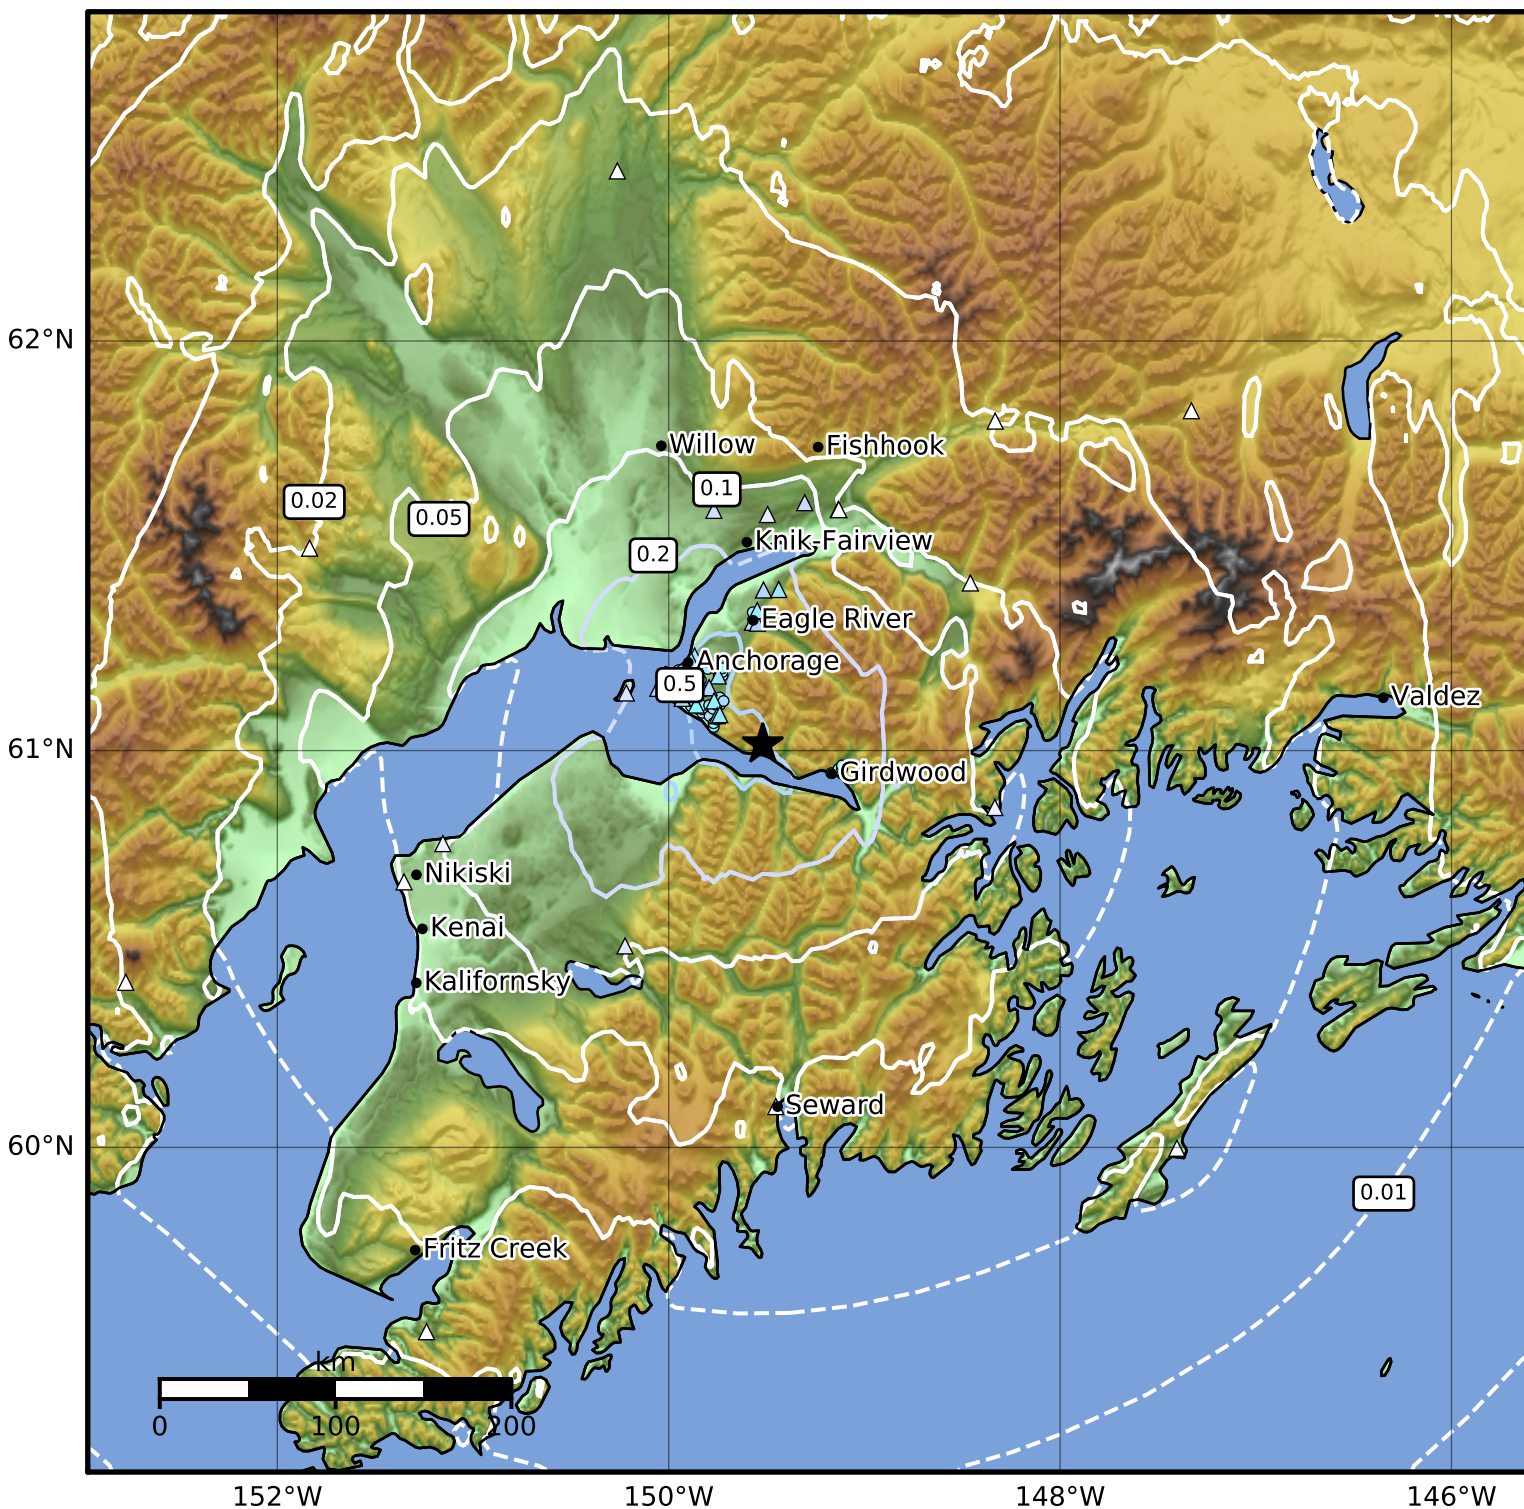 62°N
Willow
Fishhook
0.1
0.02
0.05
Knik-Fairview
0.2
Eagle River
Anchorage
0.5
Valdez
61°N
Girdwood
Nikiski
Kenai
Kalifornsky
Seward
60°N
0.01
Fritz Creek
km
0 100 200
152°W 150°W 148°W 146°W